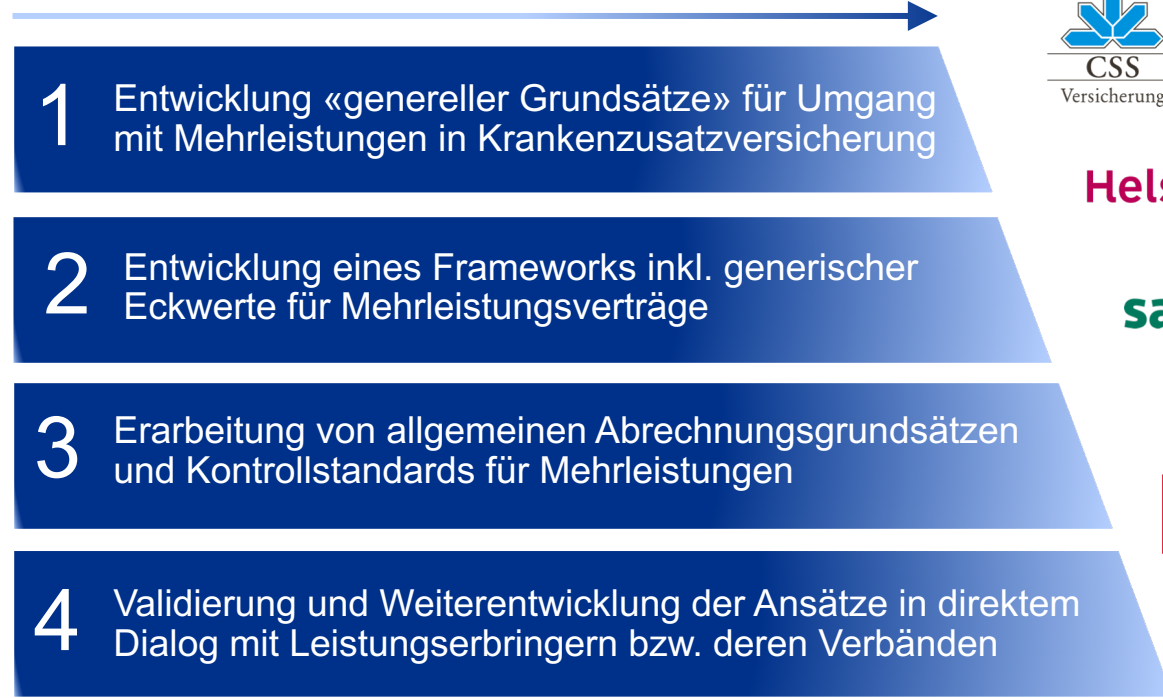 1
Entwicklung «genereller Grundsätze» für Umgang
mit Mehrleistungen in Krankenzusatzversicherung
2
Entwicklung eines Frameworks inkl. generischer
Eckwerte für Mehrleistungsverträge
3
Erarbeitung von allgemeinen Abrechnungsgrundsätzen
und Kontrollstandards für Mehrleistungen
4
Validierung und Weiterentwicklung der Ansätze in direktem
Dialog mit Leistungserbringern bzw. deren Verbänden
CSS
Versicherung